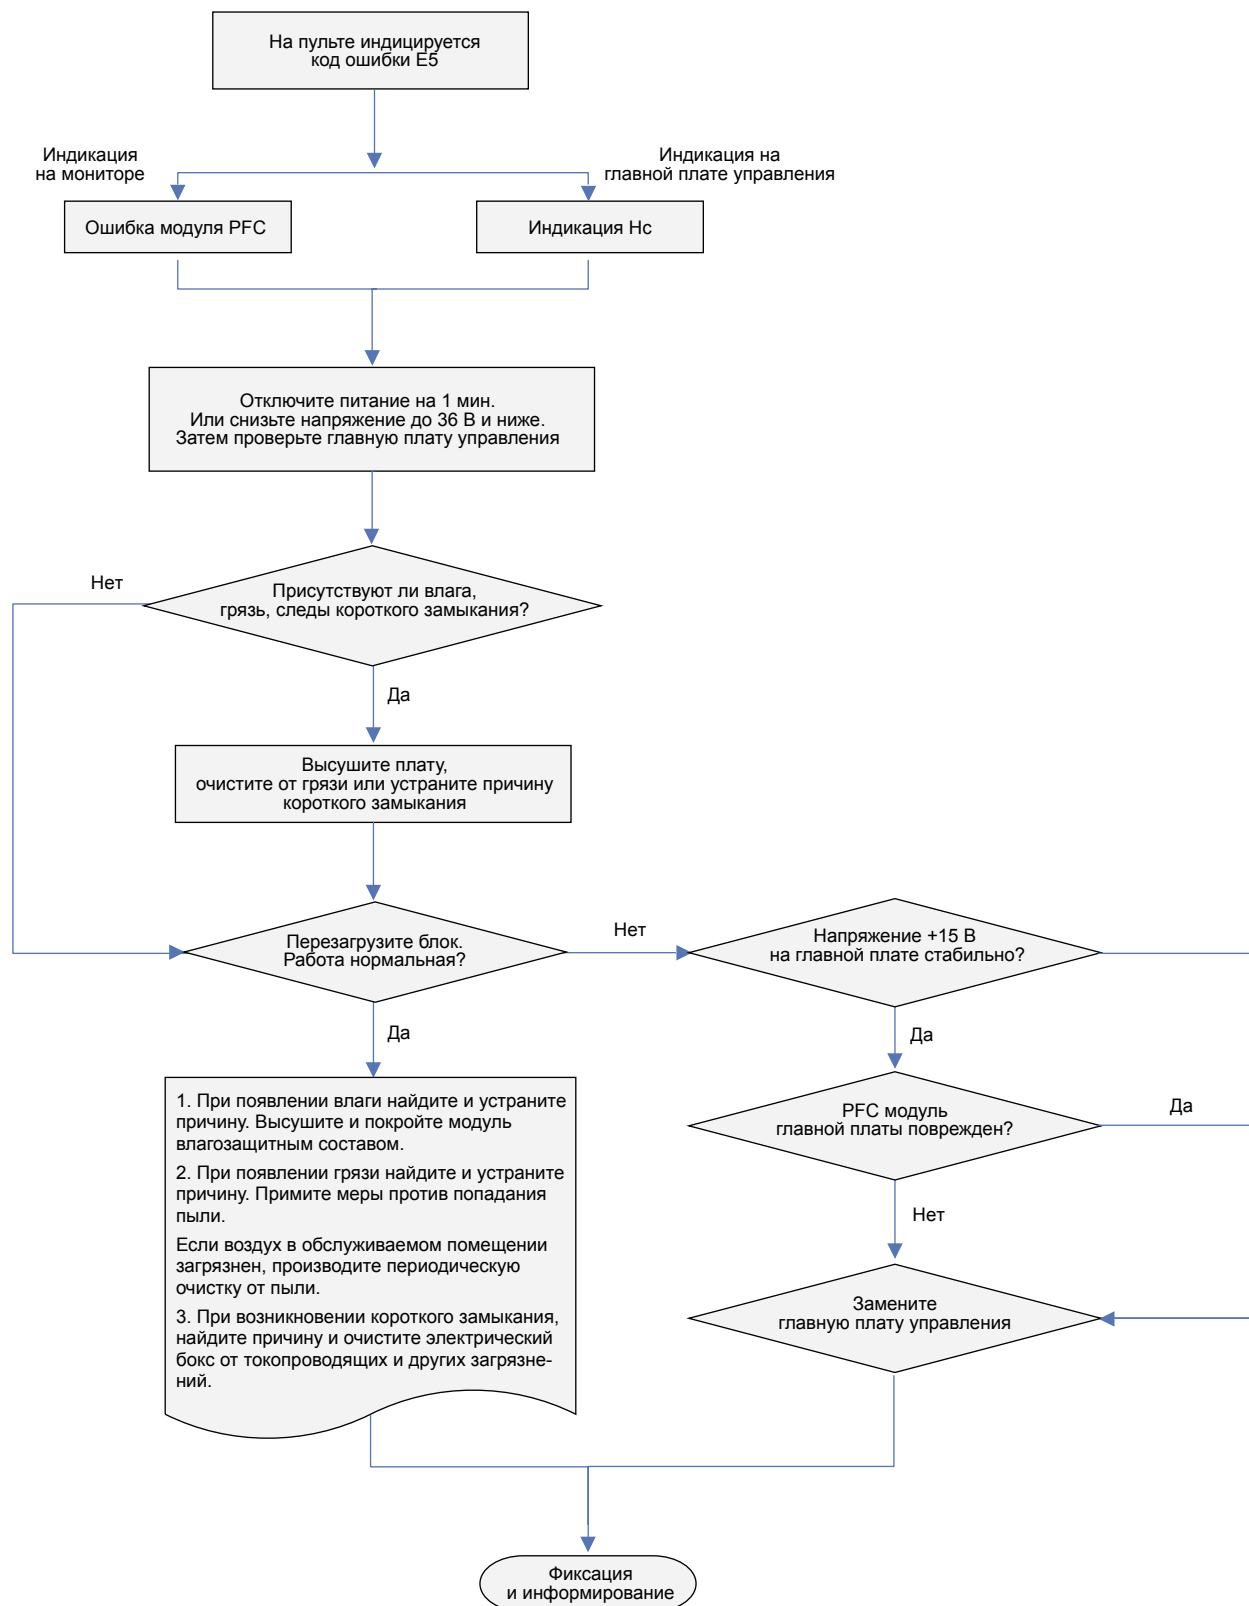 На пульте индицируется
код ошибки E5
Индикация
на мониторе
Индикация на
главной плате управления
Ошибка модуля PFC
Индикация Hc
Отключите питание на 1 мин.
Или снизьте напряжение до 36 В и ниже.
Затем проверьте главную плату управления
Нет
Присутствуют ли влага,
грязь, следы короткого замыкания?
Да
Высушите плату,
очистите от грязи или устраните причину
короткого замыкания
Перезагрузите блок.
Работа нормальная?
Нет
Напряжение +15 В
на главной плате стабильно?
Да
Да
1. При появлении влаги найдите и устраните
причину. Высушите и покройте модуль
влагозащитным составом.
2. При появлении грязи найдите и устраните
причину. Примите меры против попадания
пыли.
Если воздух в обслуживаемом помещении
загрязнен, производите периодическую
очистку от пыли.
3. При возникновении короткого замыкания,
найдите причину и очистите электрический
бокс от токопроводящих и других загрязне-
ний.
PFC модуль
главной платы поврежден?
Да
Нет
Замените
главную плату управления
Фиксация
и информирование